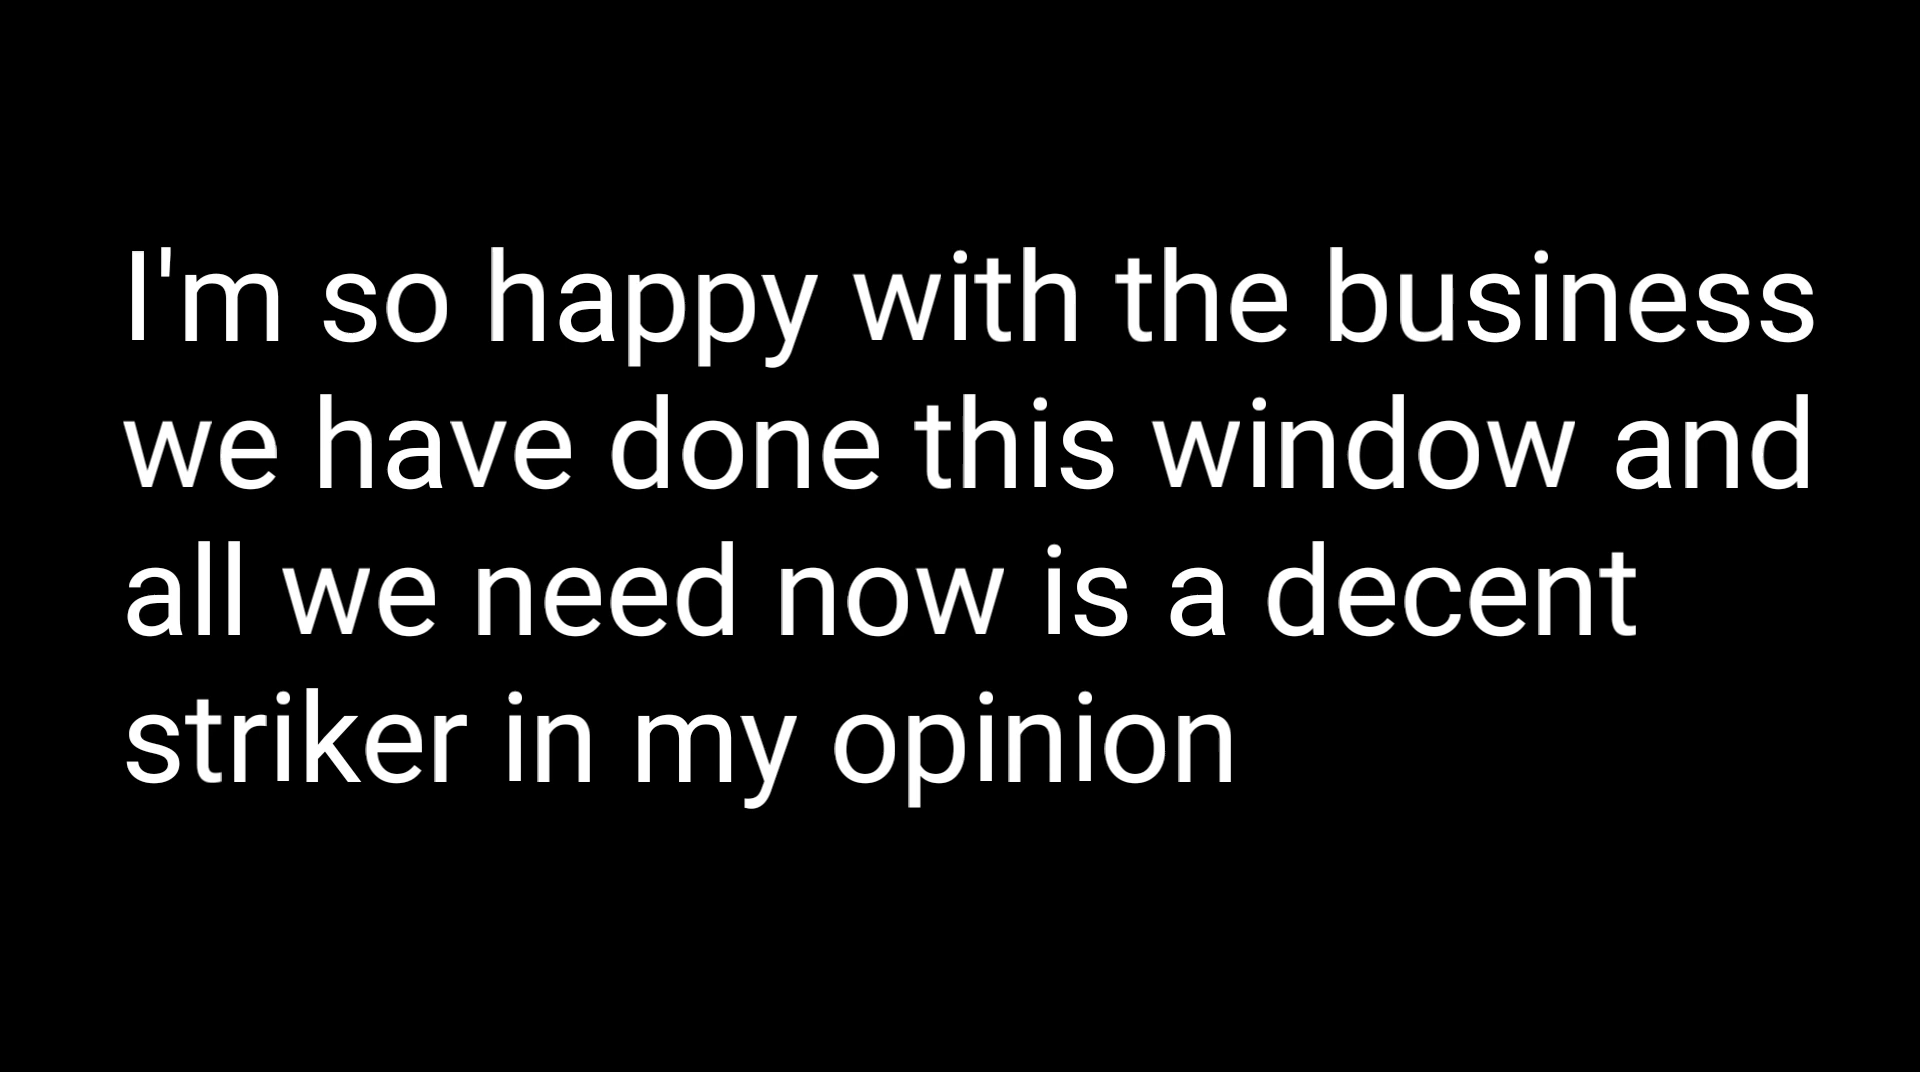 I'm so happy with the business
we have done this window and
all we need now is a decent
striker in my opinion